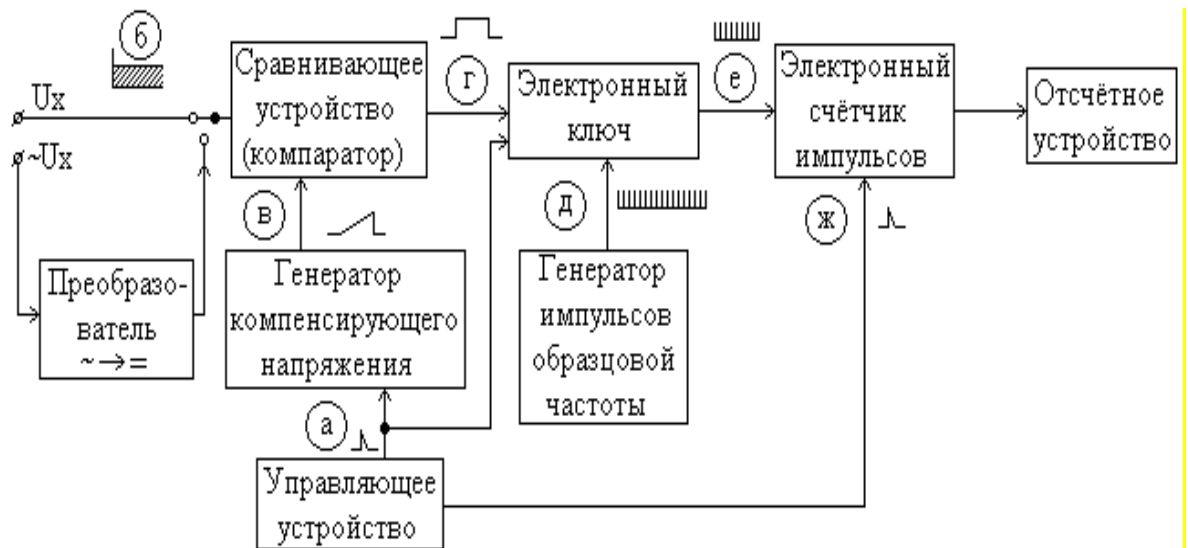 б
Ux
~Ux
Сравнивающее
устройство
(компаратор)
г
Электронный
ключ
е
Электронный
счётчик
импульсов
Отсчётное
устройство
в
д
ж
Преобразо-
ватель
~→=
Генератор
компенсирующего
напряжения
Генератор
импульсов
образцовой
частоты
а
Управляющее
устройство